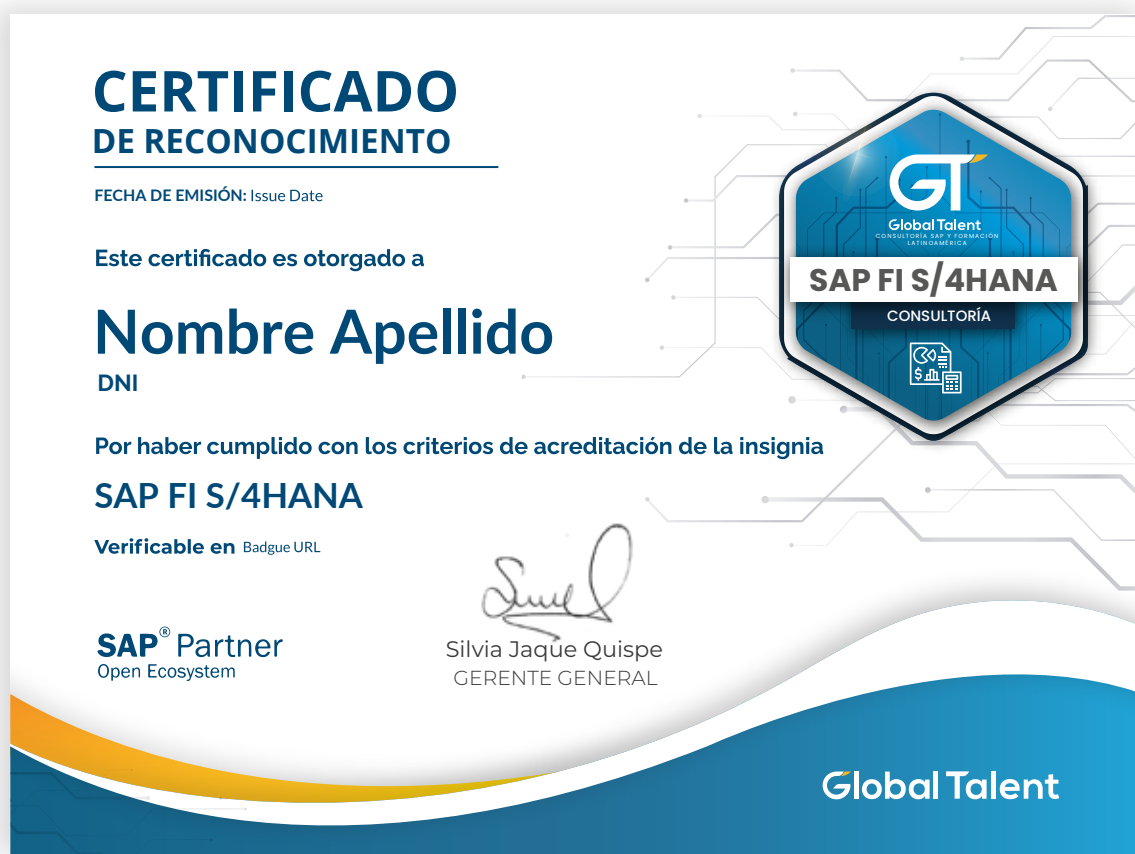 CERTIFICADO
DE RECONOCIMIENTO
FECHA DE EMISIÓN: Issue Date
Este certificado es otorgado a
Nombre Apellido
DNI
Por haber cumplido con los criterios de acreditación de la insignia
SAP FI S/4HANA
Verificable en Badgue URL
SAP® Partner
Open Ecosystem
Silvia Jaque Quispe
GERENTE GENERAL
GT
Global Talent
CONSULTORÍA SAP Y FORMACIÓN
LATINOAMÉRICA
SAP FI S/4HANA
CONSULTORÍA
Global Talent